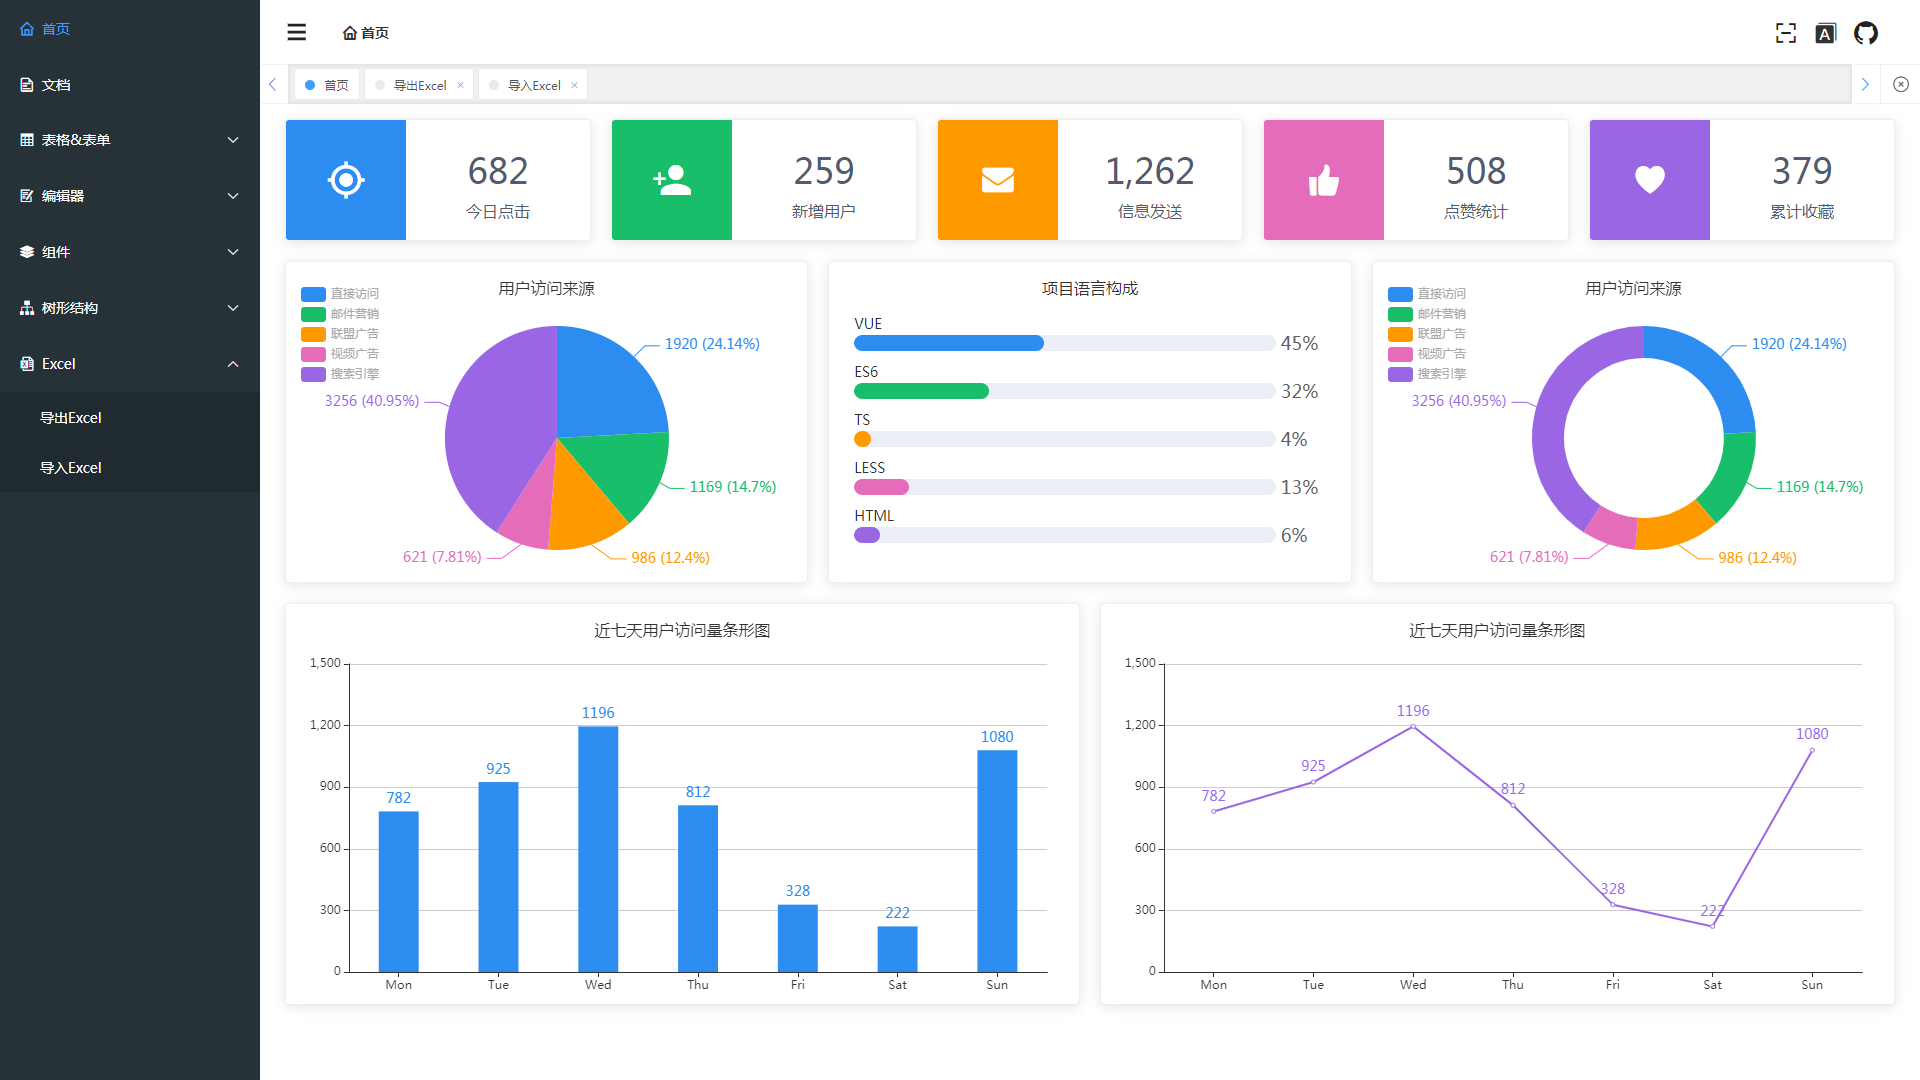 首页
文档
表格&表单
编辑器
组件
树形结构
Excel
导出Excel
导入Excel
首页
A
首页
导出Excel
导入Excel
682
今日点击
259
新增用户
1,262
信息发送
508
点赞统计
379
累计收藏
用户访问来源
直接访问
邮件营销
联盟广告
视频广告
搜索引擎
1920 (24.14%)
3256 (40.95%)
1169 (14.7%)
621 (7.81%)
986 (12.4%)
项目语言构成
VUE
45%
ES6
32%
TS
4%
LESS
13%
HTML
6%
用户访问来源
直接访问
邮件营销
联盟广告
视频广告
搜索引擎
1920 (24.14%)
3256 (40.95%)
1169 (14.7%)
621 (7.81%)
986 (12.4%)
近七天用户访问量条形图
1,500
1,200
900
600
300
0
782
925
1196
812
328
222
1080
Mon Tue Wed Thu Fri Sat Sun
近七天用户访问量条形图
1,500
1,200
900
600
300
0
782
925
1196
812
328
222
1080
Mon Tue Wed Thu Fri Sat Sun